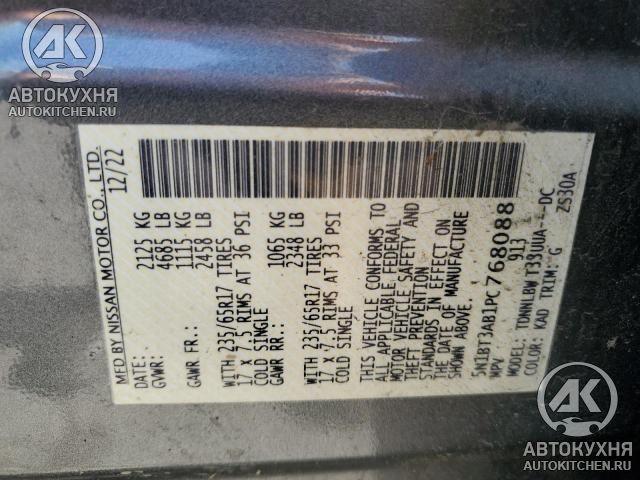 MFD BY NISSAN MOTOR CO., LTD.
DATE: 12/22
GVWR: 2125 KG
4685 LB
GAWR FR.: 1115 KG
2458 LB
WITH 235/65R17 TIRES
17 x 7.5 RIMS AT 36 PSI
COLD SINGLE
GAWR RR.: 1065 KG
2348 LB
WITH 235/65R17 TIRES
17 x 7.5 RIMS AT 33 PSI
COLD SINGLE
THIS VEHICLE CONFORMS TO
ALL APPLICABLE FEDERAL
MOTOR VEHICLE SAFETY AND
THEFT PREVENTION
STANDARDS IN EFFECT ON
THE DATE OF MANUFACTURE
SHOWN ABOVE.
5N1BT3AB1PC768088
MPV 913
MODEL: DC
COLOR: KAD TRIM: G ZS30A
АК
АВТОКУХНЯ
AUTOKITCHEN.RU
АК
АВТОКУХНЯ
AUTOKITCHEN.RU